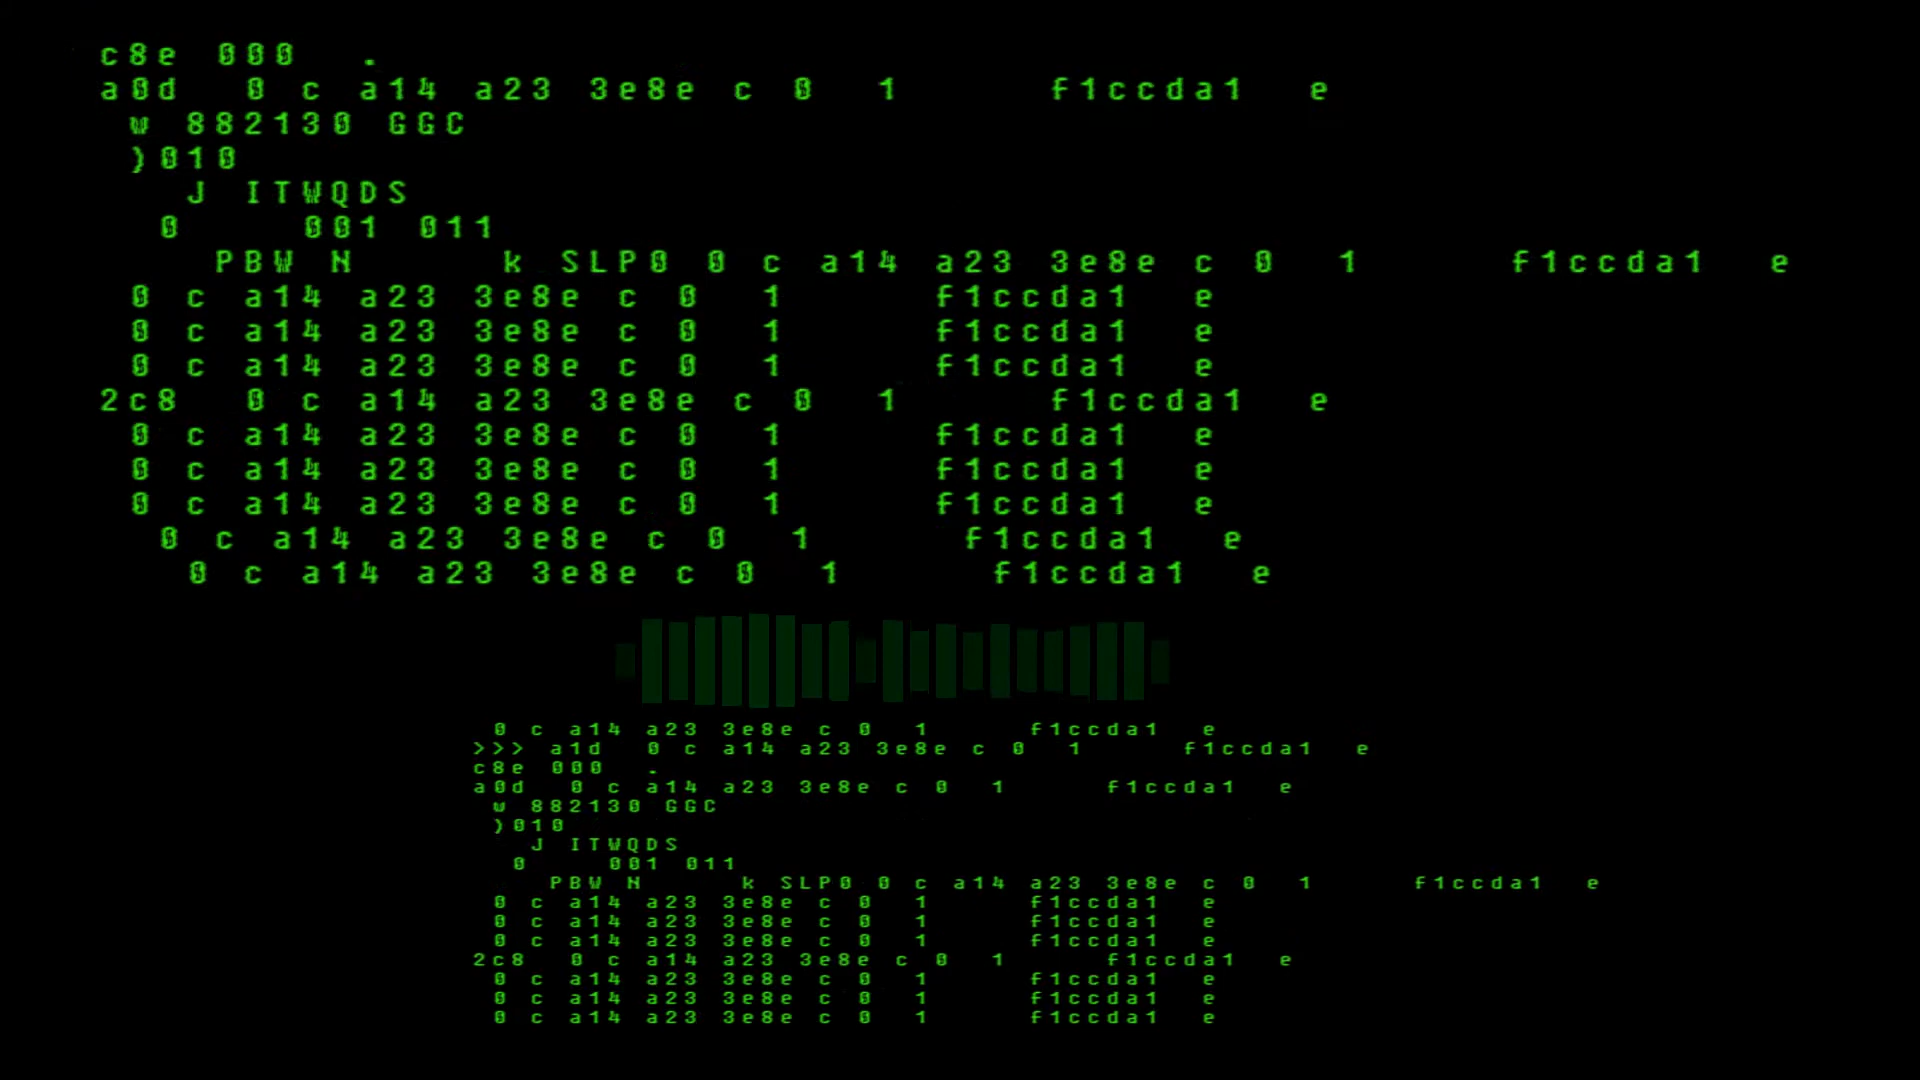 c8e 000 .
a0d 0 c a14 a23 3e8e c 0 1 f1ccda1 e
w 882130 GGC
)010
J ITWQDS
0 001 011
PBW N k SLP0 0 c a14 a23 3e8e c 0 1 f1ccda1 e
0 c a14 a23 3e8e c 0 1 f1ccda1 e
0 c a14 a23 3e8e c 0 1 f1ccda1 e
0 c a14 a23 3e8e c 0 1 f1ccda1 e
2c8 0 c a14 a23 3e8e c 0 1 f1ccda1 e
0 c a14 a23 3e8e c 0 1 f1ccda1 e
0 c a14 a23 3e8e c 0 1 f1ccda1 e
0 c a14 a23 3e8e c 0 1 f1ccda1 e
0 c a14 a23 3e8e c 0 1 f1ccda1 e
0 c a14 a23 3e8e c 0 1 f1ccda1 e
0 c a14 a23 3e8e c 0 1 f1ccda1 e
>>> a1d 0 c a14 a23 3e8e c 0 1 f1ccda1 e
c8e 000 .
a0d 0 c a14 a23 3e8e c 0 1 f1ccda1 e
w 882130 GGC
)010
J ITWQDS
0 001 011
PBW N k SLP0 0 c a14 a23 3e8e c 0 1 f1ccda1 e
0 c a14 a23 3e8e c 0 1 f1ccda1 e
0 c a14 a23 3e8e c 0 1 f1ccda1 e
0 c a14 a23 3e8e c 0 1 f1ccda1 e
2c8 0 c a14 a23 3e8e c 0 1 f1ccda1 e
0 c a14 a23 3e8e c 0 1 f1ccda1 e
0 c a14 a23 3e8e c 0 1 f1ccda1 e
0 c a14 a23 3e8e c 0 1 f1ccda1 e